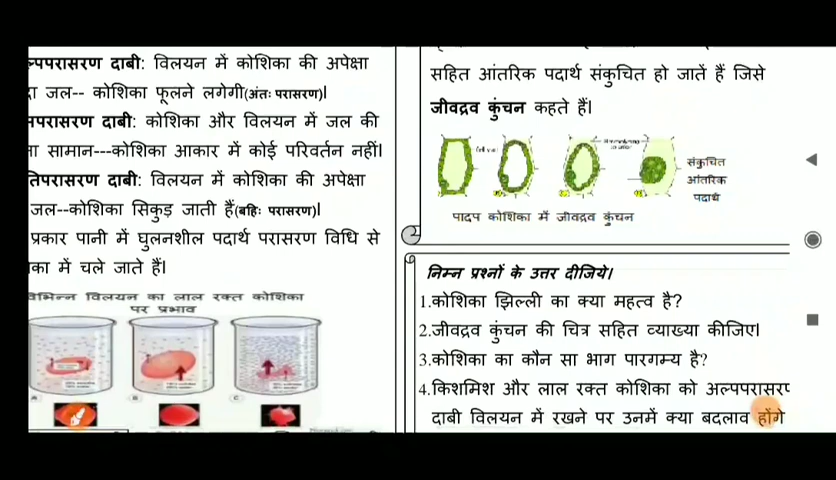 ल्पपरासरण दाबी: विलयन में कोशिका की अपेक्षा
दा जल-- कोशिका फूलने लगेगी(अंतः परासरण)l
मपरासरण दाबी: कोशिका और विलयन में जल की
ना सामान---कोशिका आकार में कोई परिवर्तन नहींl
तिपरासरण दाबी: विलयन में कोशिका की अपेक्षा
जल--कोशिका सिकुड़ जाती हैं(बहिः परासरण)l
प्रकार पानी में घुलनशील पदार्थ परासरण विधि से
िका में चले जाते हैंl
विभिन्न विलयन का लाल रक्त कोशिका
पर प्रभाव
A B C
सहित आंतरिक पदार्थ संकुचित हो जातें हैं जिसे
जीवद्रव कुंचन कहते हैंl
संकुचित
आंतरिक
पदार्थ
पादप कोशिका में जीवद्रव कुंचन
निम्न प्रश्नों के उत्तर दीजिये।
1.कोशिका झिल्ली का क्या महत्व है?
2.जीवद्रव कुंचन की चित्र सहित व्याख्या कीजिएl
3.कोशिका का कौन सा भाग पारगम्य है?
4.किशमिश और लाल रक्त कोशिका को अल्पपरासरण
दाबी विलयन में रखने पर उनमें क्या बदलाव होंगे